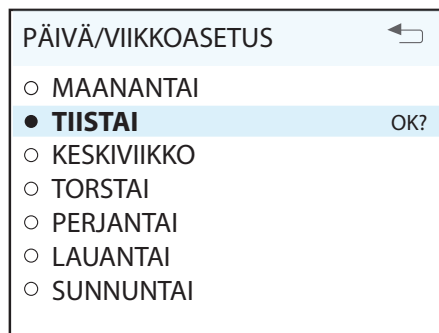 PÄIVÄ/VIIKKOASETUS
MAANANTAI
TIISTAI OK?
KESKIVIIKKO
TORSTAI
PERJANTAI
LAUANTAI
SUNNUNTAI